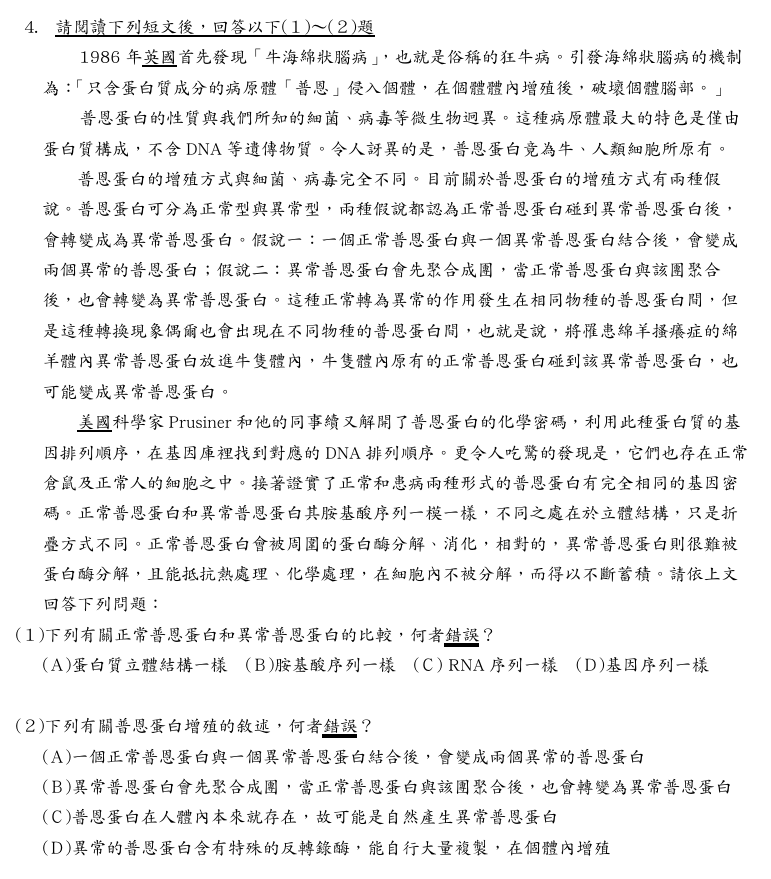 4. 請閱讀下列短文後，回答以下(1)～(2)題
1986 年英國首先發現「牛海綿狀腦病」，也就是俗稱的狂牛病。引發海綿狀腦病的機制
為：「只含蛋白質成分的病原體「普恩」侵入個體，在個體體內增殖後，破壞個體腦部。」
普恩蛋白的性質與我們所知的細菌、病毒等微生物迥異。這種病原體最大的特色是僅由
蛋白質構成，不含 DNA 等遺傳物質。令人訝異的是，普恩蛋白竟為牛、人類細胞所原有。
普恩蛋白的增殖方式與細菌、病毒完全不同。目前關於普恩蛋白的增殖方式有兩種假
說。普恩蛋白可分為正常型與異常型，兩種假說都認為正常普恩蛋白碰到異常普恩蛋白後，
會轉變成為異常普恩蛋白。假說一：一個正常普恩蛋白與一個異常普恩蛋白結合後，會變成
兩個異常的普恩蛋白；假說二：異常普恩蛋白會先聚合成團，當正常普恩蛋白與該團聚合
後，也會轉變為異常普恩蛋白。這種正常轉為異常的作用發生在相同物種的普恩蛋白間，但
是這種轉換現象偶爾也會出現在不同物種的普恩蛋白間，也就是說，將罹患綿羊搔癢症的綿
羊體內異常普恩蛋白放進牛隻體內，牛隻體內原有的正常普恩蛋白碰到該異常普恩蛋白，也
可能變成異常普恩蛋白。
美國科學家 Prusiner 和他的同事續又解開了普恩蛋白的化學密碼，利用此種蛋白質的基
因排列順序，在基因庫裡找到對應的 DNA 排列順序。更令人吃驚的發現是，它們也存在正常
倉鼠及正常人的細胞之中。接著證實了正常和患病兩種形式的普恩蛋白有完全相同的基因密
碼。正常普恩蛋白和異常普恩蛋白其胺基酸序列一模一樣，不同之處在於立體結構，只是折
疊方式不同。正常普恩蛋白會被周圍的蛋白酶分解、消化，相對的，異常普恩蛋白則很難被
蛋白酶分解，且能抵抗熱處理、化學處理，在細胞內不被分解，而得以不斷蓄積。請依上文
回答下列問題：
(1)下列有關正常普恩蛋白和異常普恩蛋白的比較，何者錯誤？
(A)蛋白質立體結構一樣 (B)胺基酸序列一樣 (C) RNA 序列一樣 (D)基因序列一樣
(2)下列有關普恩蛋白增殖的敘述，何者錯誤？
(A)一個正常普恩蛋白與一個異常普恩蛋白結合後，會變成兩個異常的普恩蛋白
(B)異常普恩蛋白會先聚合成團，當正常普恩蛋白與該團聚合後，也會轉變為異常普恩蛋白
(C)普恩蛋白在人體內本來就存在，故可能是自然產生異常普恩蛋白
(D)異常的普恩蛋白含有特殊的反轉錄酶，能自行大量複製，在個體內增殖